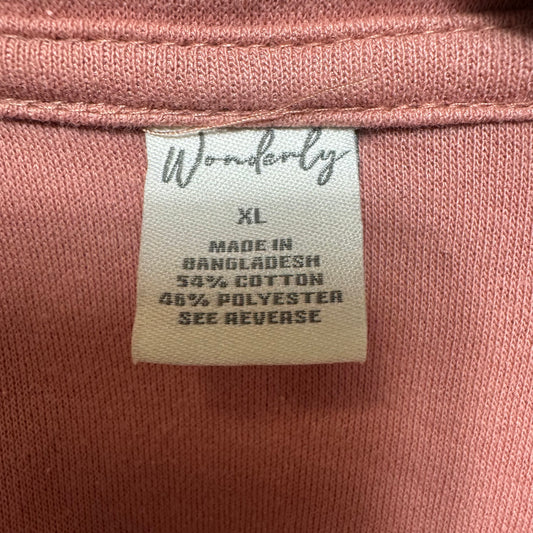 Wonderly
XL
MADE IN
BANGLADESH
54% COTTON
46% POLYESTER
SEE REVERSE